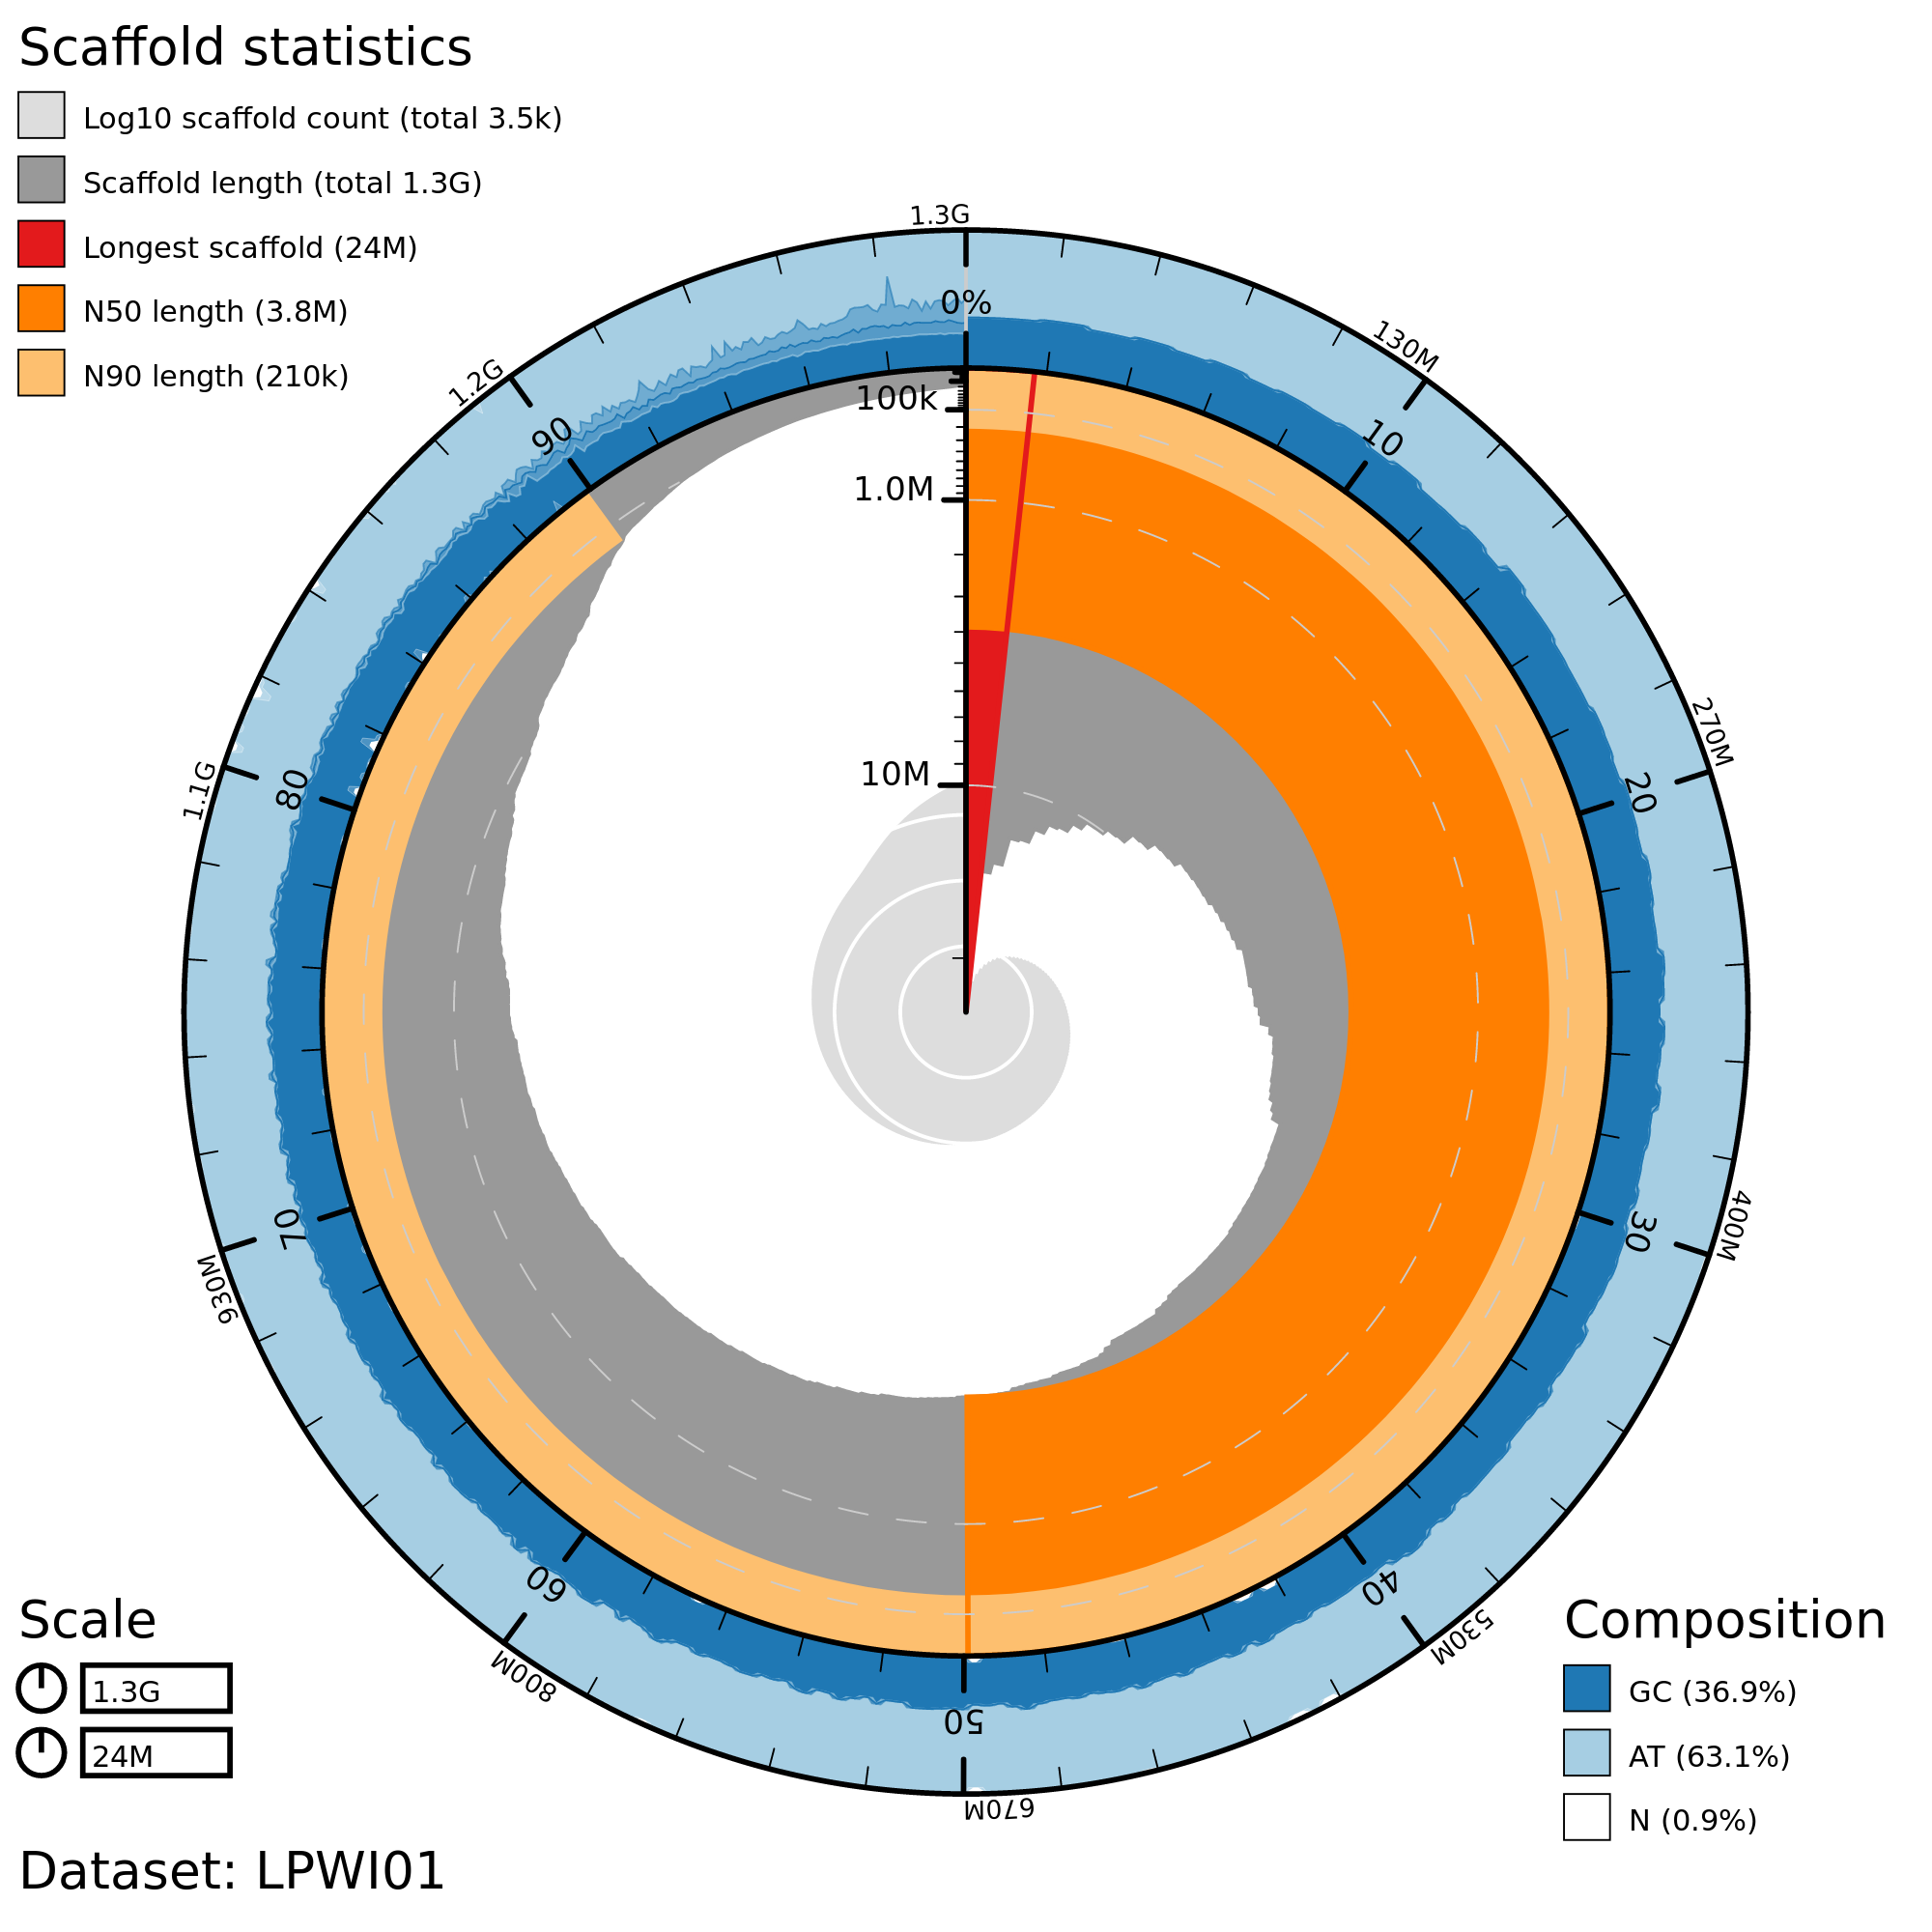 Scaffold statistics
Log10 scaffold count (total 3.5k)
Scaffold length (total 1.3G)
Longest scaffold (24M)
N50 length (3.8M)
N90 length (210k)
1.3G
0%
130M
10
270M
20
400M
30
530M
40
670M
50
800M
60
930M
70
1.1G
80
1.2G
90
100k
1.0M
10M
Scale
1.3G
24M
Composition
GC (36.9%)
AT (63.1%)
N (0.9%)
Dataset: LPWI01